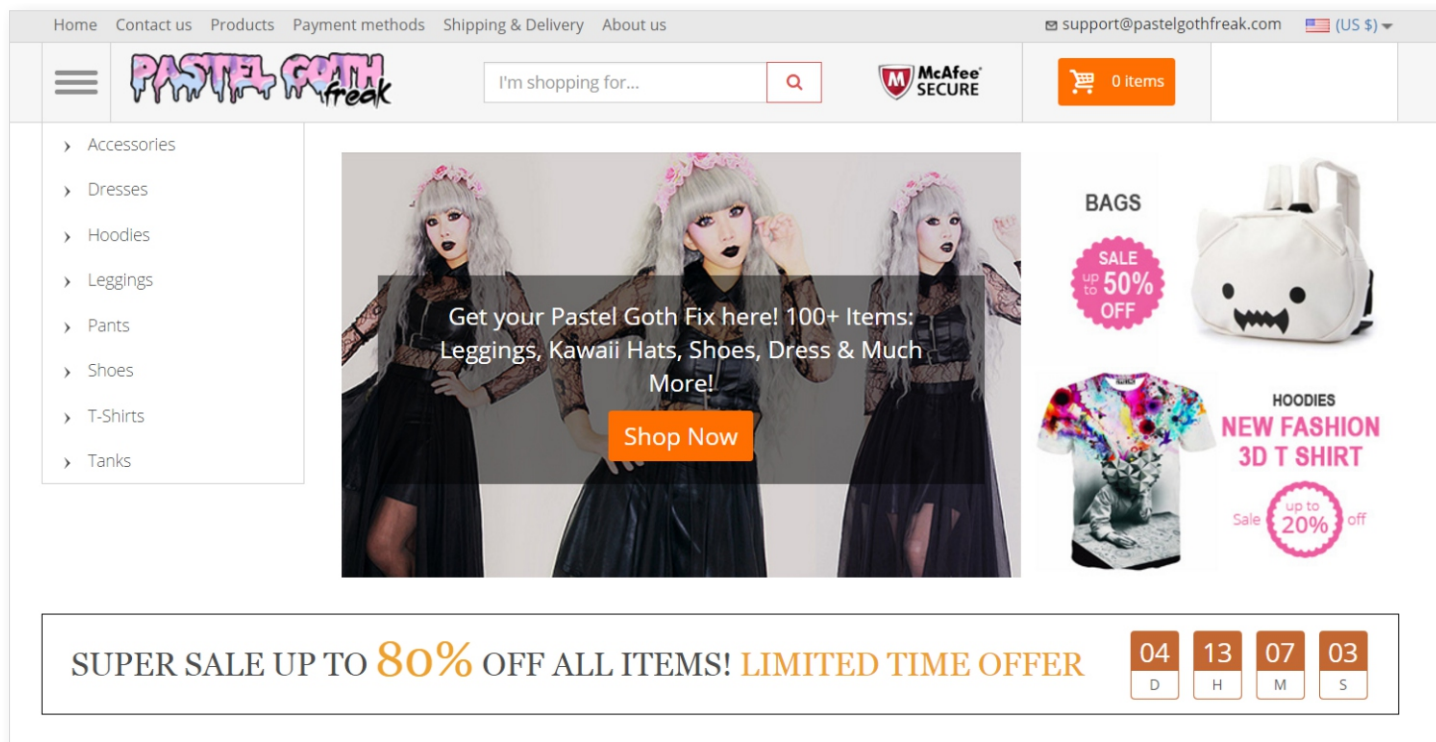 Home Contact us Products Payment methods Shipping & Delivery About us support@pastelgothfreak.com (US $)
PASTEL GOTH
freak
I'm shopping for...
M McAfee
SECURE
0 items
Accessories
Dresses
Hoodies
Leggings
Pants
Shoes
T-Shirts
Tanks
Get your Pastel Goth Fix here! 100+ Items:
Leggings, Kawaii Hats, Shoes, Dress & Much
More!
Shop Now
BAGS
SALE
up to 50%
OFF
HOODIES
NEW FASHION
3D T SHIRT
Sale up to 20% off
SUPER SALE UP TO 80% OFF ALL ITEMS! LIMITED TIME OFFER
04 13 07 03
D H M S